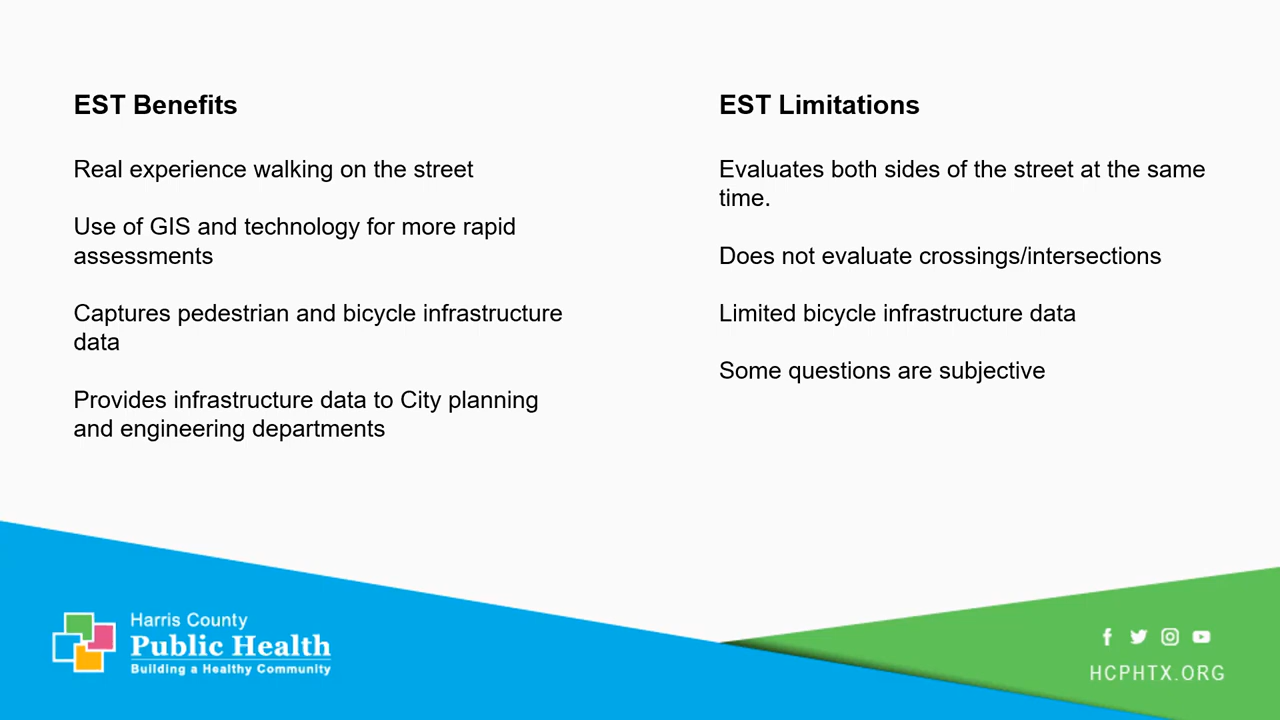 EST Benefits
Real experience walking on the street
Use of GIS and technology for more rapid
assessments
Captures pedestrian and bicycle infrastructure
data
Provides infrastructure data to City planning
and engineering departments
EST Limitations
Evaluates both sides of the street at the same
time.
Does not evaluate crossings/intersections
Limited bicycle infrastructure data
Some questions are subjective
Harris County
Public Health
Building a Healthy Community
HCPHTX.ORG